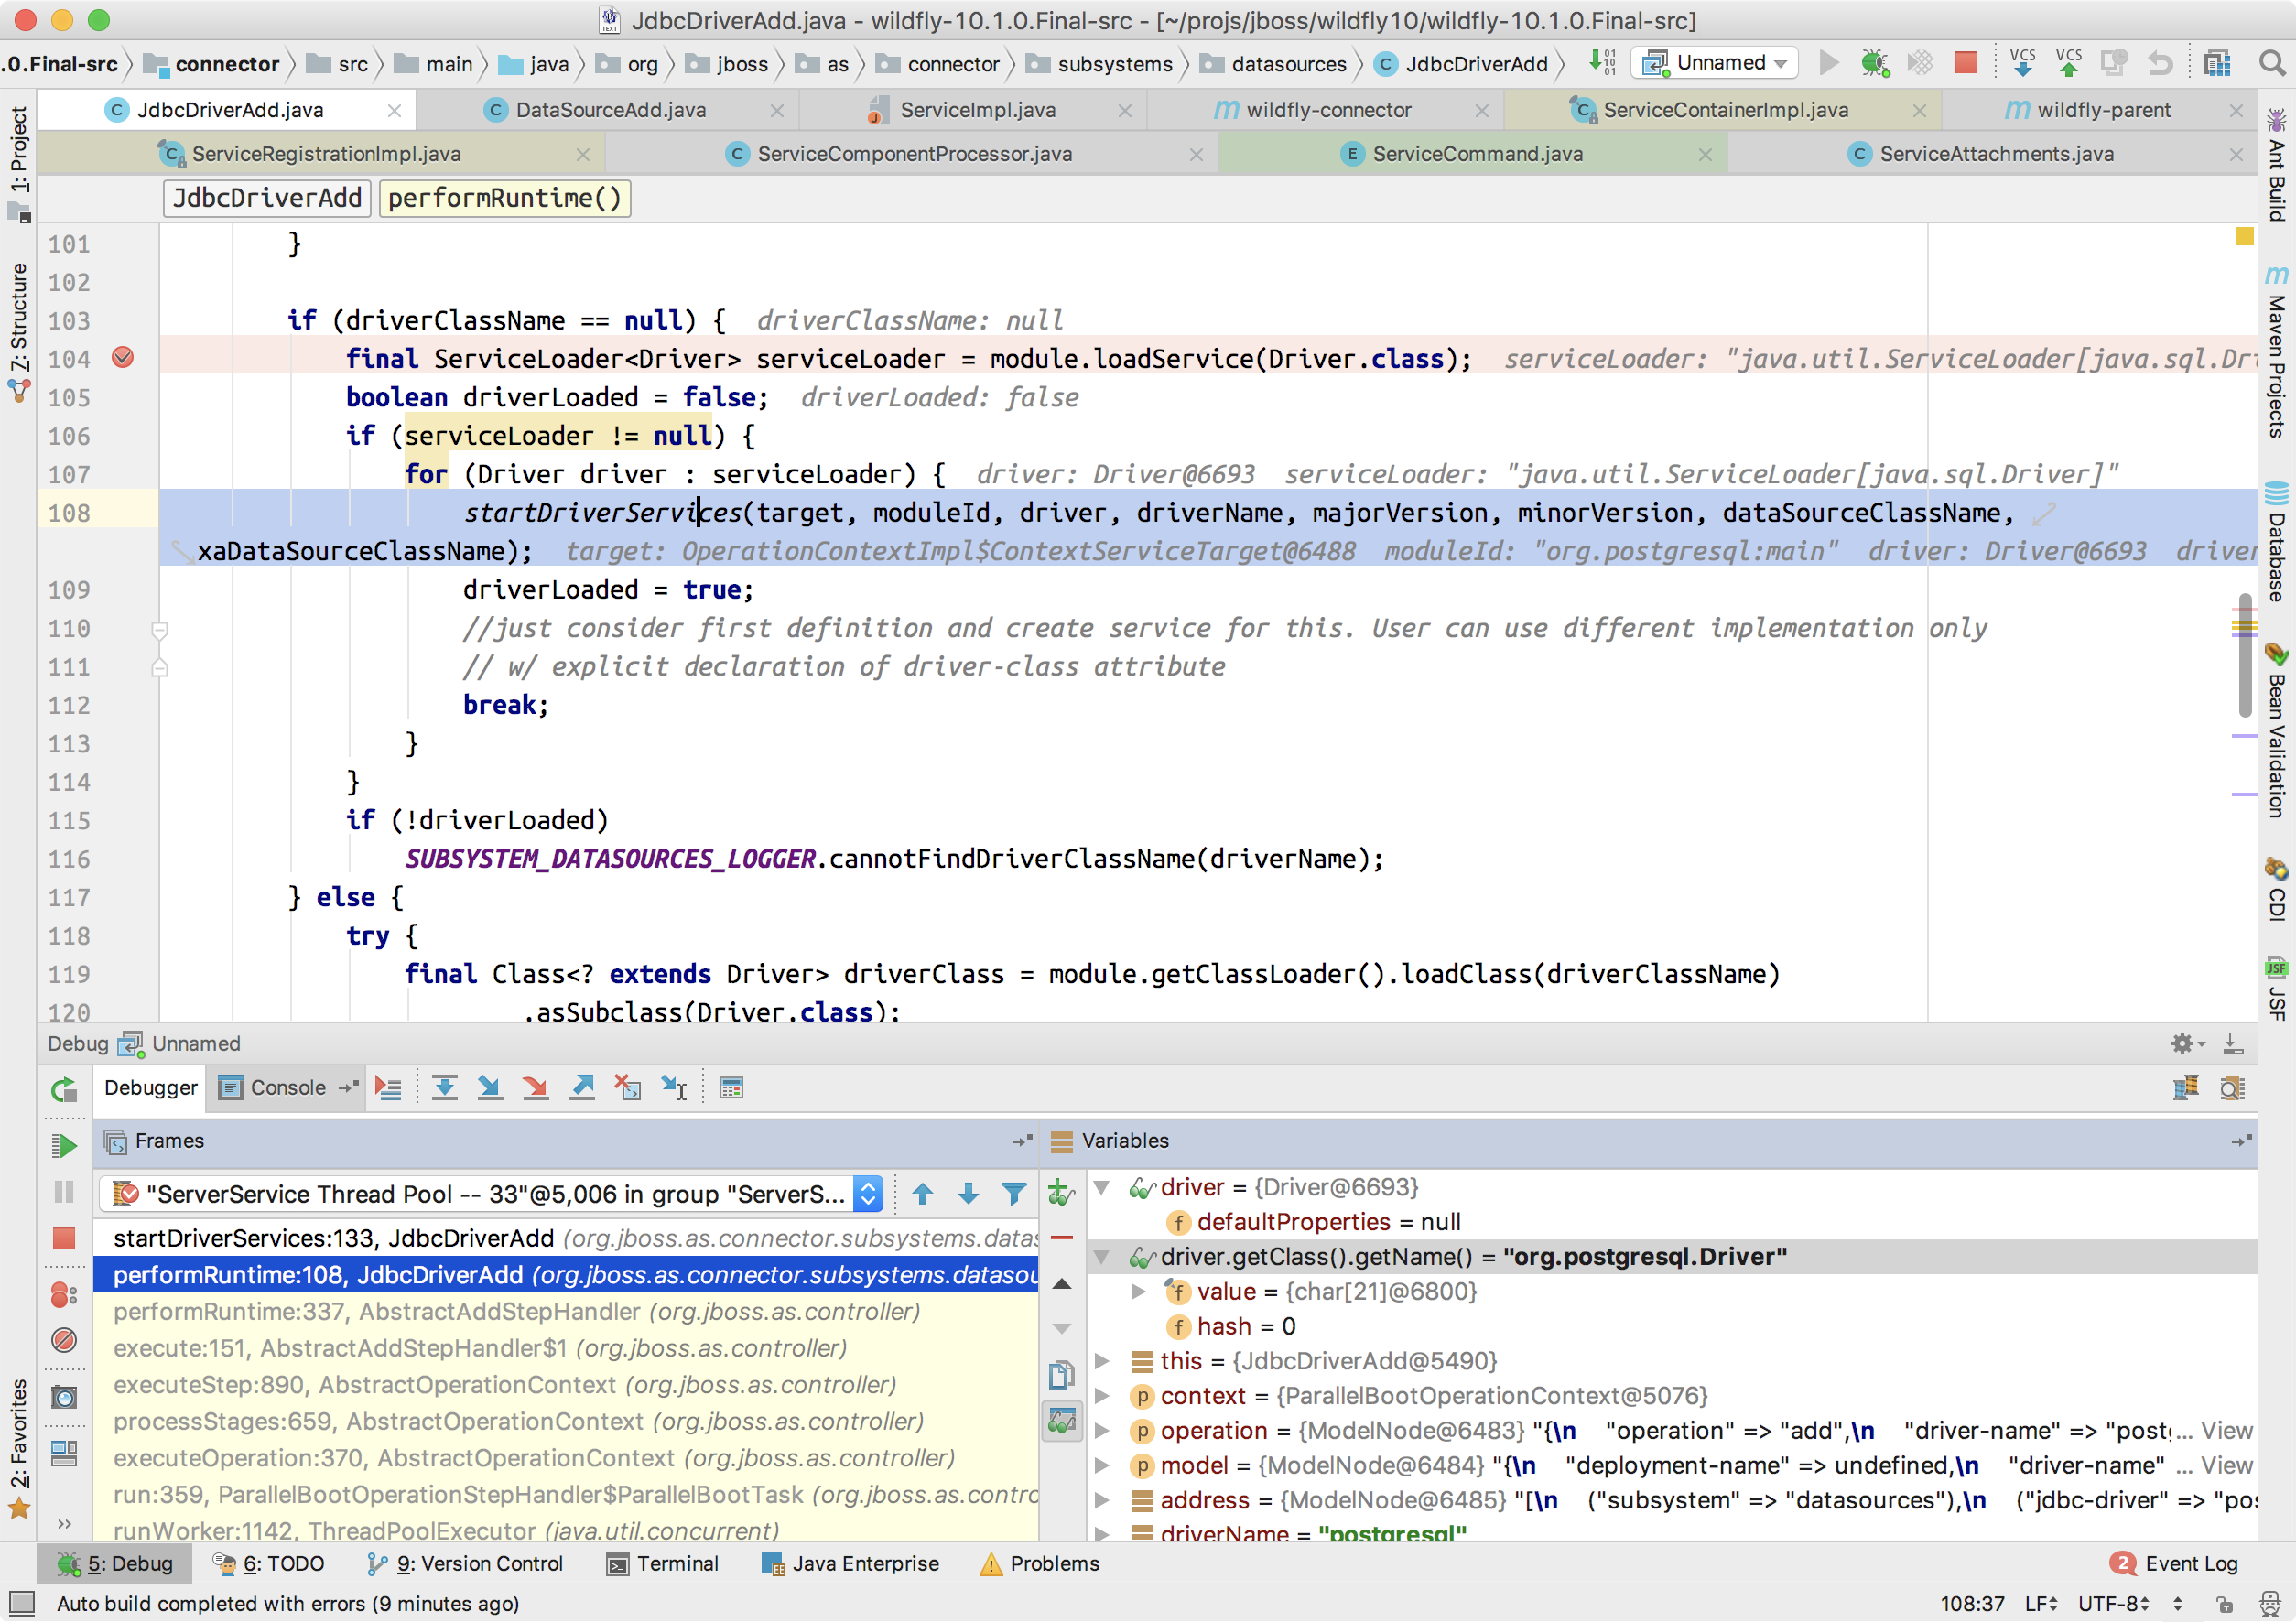 JdbcDriverAdd.java - wildfly-10.1.0.Final-src - [~/projs/jboss/wildfly10/wildfly-10.1.0.Final-src]
.0.Final-src connector src main java org jboss as connector subsystems datasources JdbcDriverAdd Unnamed VCS VCS
JdbcDriverAdd.java DataSourceAdd.java ServiceImpl.java wildfly-connector ServiceContainerImpl.java wildfly-parent
ServiceRegistrationImpl.java ServiceComponentProcessor.java ServiceCommand.java ServiceAttachments.java
JdbcDriverAdd performRuntime()
1: Project
Z: Structure
2: Favorites
Ant Build
Maven Projects
Database
Bean Validation
CDI
JSF
101 }
102
103 if (driverClassName == null) { driverClassName: null
104 final ServiceLoader<Driver> serviceLoader = module.loadService(Driver.class); serviceLoader: "java.util.ServiceLoader[java.sql.Dri
105 boolean driverLoaded = false; driverLoaded: false
106 if (serviceLoader != null) {
107 for (Driver driver : serviceLoader) { driver: Driver@6693 serviceLoader: "java.util.ServiceLoader[java.sql.Driver]"
108 startDriverServices(target, moduleId, driver, driverName, majorVersion, minorVersion, dataSourceClassName,
xaDataSourceClassName); target: OperationContextImpl$ContextServiceTarget@6488 moduleId: "org.postgresql:main" driver: Driver@6693 driver
109 driverLoaded = true;
110 //just consider first definition and create service for this. User can use different implementation only
111 // w/ explicit declaration of driver-class attribute
112 break;
113 }
114 }
115 if (!driverLoaded)
116 SUBSYSTEM_DATASOURCES_LOGGER.cannotFindDriverClassName(driverName);
117 } else {
118 try {
119 final Class<? extends Driver> driverClass = module.getClassLoader().loadClass(driverClassName)
120 .asSubclass(Driver.class);
Debug Unnamed
Debugger Console
Frames
"ServerService Thread Pool -- 33"@5,006 in group "ServerS...
startDriverServices:133, JdbcDriverAdd (org.jboss.as.connector.subsystems.datas
performRuntime:108, JdbcDriverAdd (org.jboss.as.connector.subsystems.datasou
performRuntime:337, AbstractAddStepHandler (org.jboss.as.controller)
execute:151, AbstractAddStepHandler$1 (org.jboss.as.controller)
executeStep:890, AbstractOperationContext (org.jboss.as.controller)
processStages:659, AbstractOperationContext (org.jboss.as.controller)
executeOperation:370, AbstractOperationContext (org.jboss.as.controller)
run:359, ParallelBootOperationStepHandler$ParallelBootTask (org.jboss.as.contro
runWorker:1142, ThreadPoolExecutor (java.util.concurrent)
Variables
driver = {Driver@6693}
defaultProperties = null
driver.getClass().getName() = "org.postgresql.Driver"
value = {char[21]@6800}
hash = 0
this = {JdbcDriverAdd@5490}
context = {ParallelBootOperationContext@5076}
operation = {ModelNode@6483} "{\n "operation" => "add",\n "driver-name" => "postg... View
model = {ModelNode@6484} "{\n "deployment-name" => undefined,\n "driver-name" ... View
address = {ModelNode@6485} "[\n ("subsystem" => "datasources"),\n ("jdbc-driver" => "pos
driverName = "postgresql"
5: Debug 6: TODO 9: Version Control Terminal Java Enterprise Problems 2 Event Log
Auto build completed with errors (9 minutes ago) 108:37 LF UTF-8